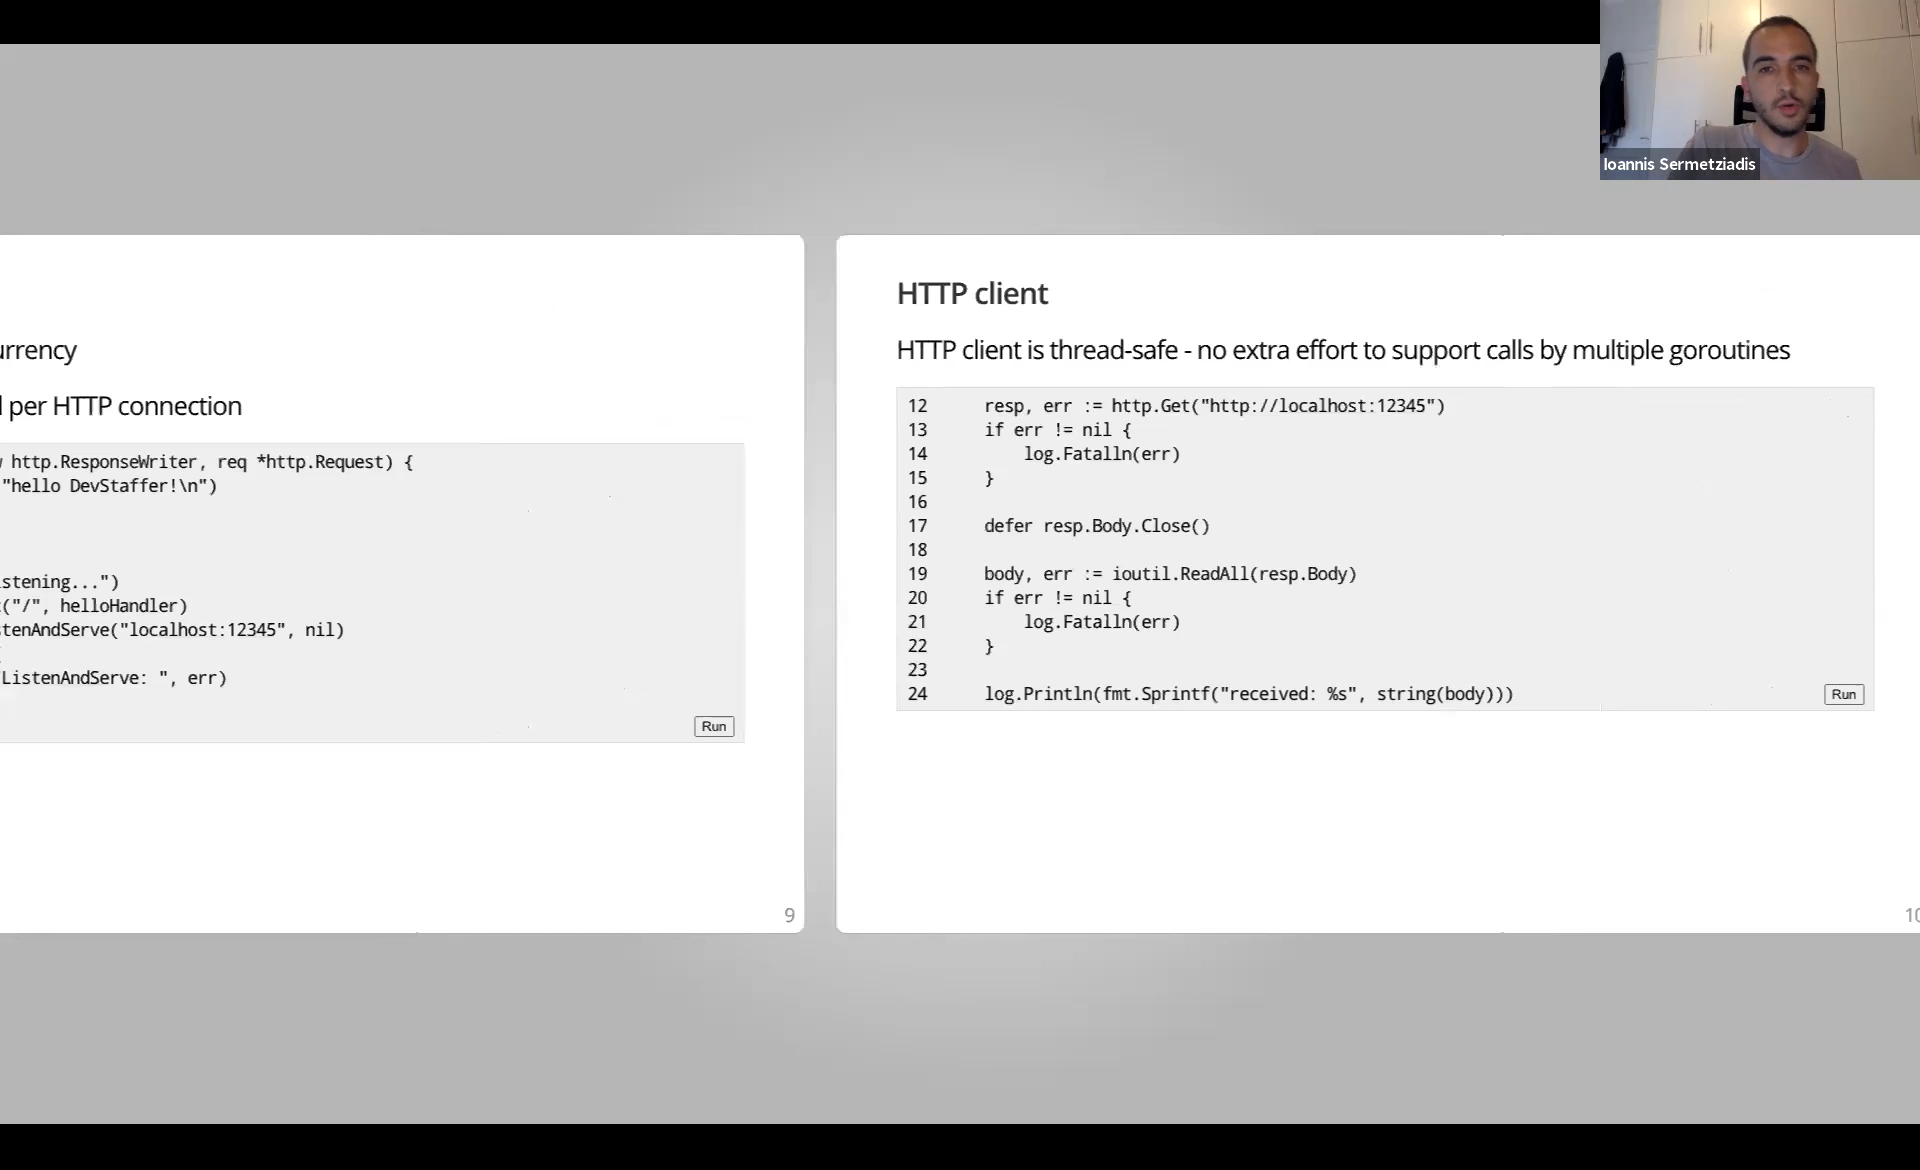 Ioannis Sermetziadis
urrency
per HTTP connection
http.ResponseWriter, req *http.Request) {
"hello DevStaffer!\n")
stening...")
("/", helloHandler)
tenAndServe("localhost:12345", nil)
ListenAndServe: ", err)
Run
9
HTTP client
HTTP client is thread-safe - no extra effort to support calls by multiple goroutines
12 resp, err := http.Get("http://localhost:12345")
13 if err != nil {
14 log.Fatalln(err)
15 }
16
17 defer resp.Body.Close()
18
19 body, err := ioutil.ReadAll(resp.Body)
20 if err != nil {
21 log.Fatalln(err)
22 }
23
24 log.Println(fmt.Sprintf("received: %s", string(body)))
Run
10